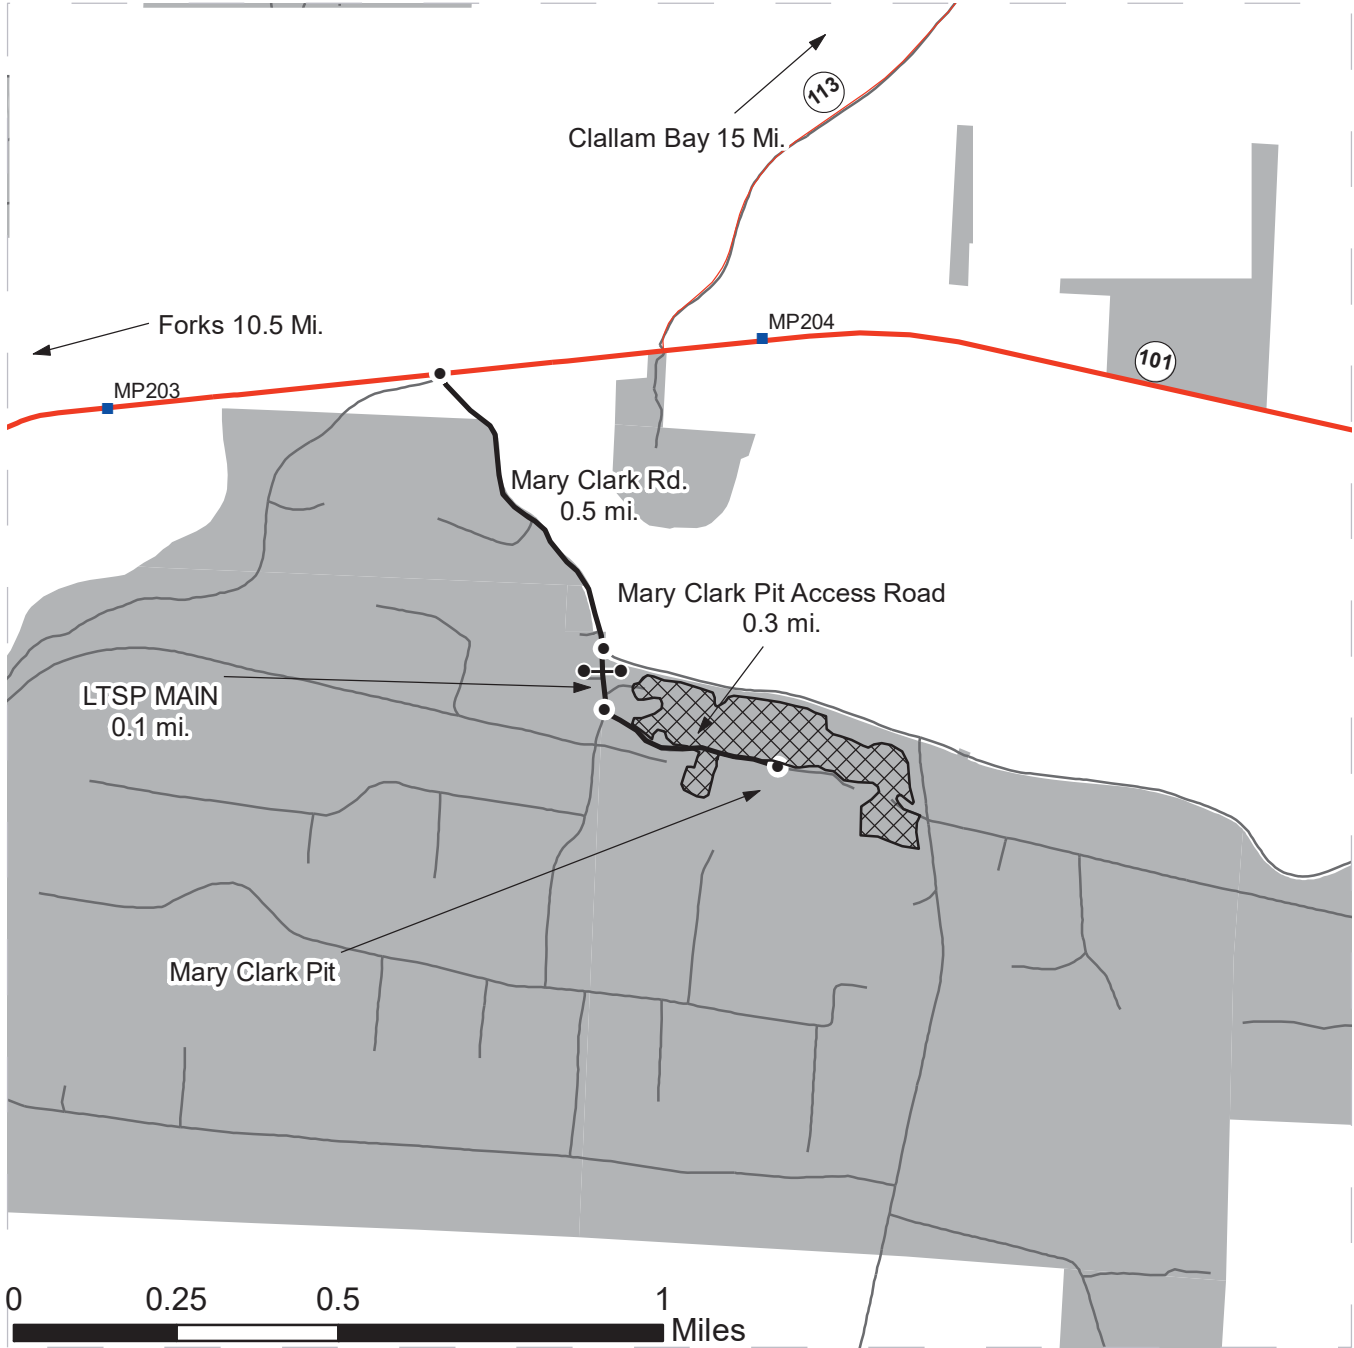 113
Clallam Bay 15 Mi.
Forks 10.5 Mi.
MP204
101
MP203
Mary Clark Rd.
0.5 mi.
Mary Clark Pit Access Road
0.3 mi.
LTSP MAIN
0.1 mi.
Mary Clark Pit
0 0.25 0.5 1
Miles